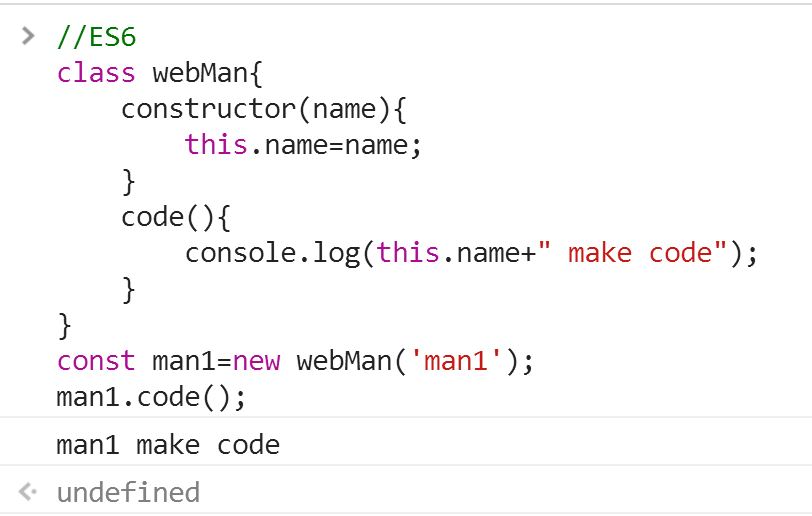 //ES6
class webMan{
    constructor(name){
        this.name=name;
    }
    code(){
        console.log(this.name+" make code");
    }
}
const man1=new webMan('man1');
man1.code();
man1 make code
undefined